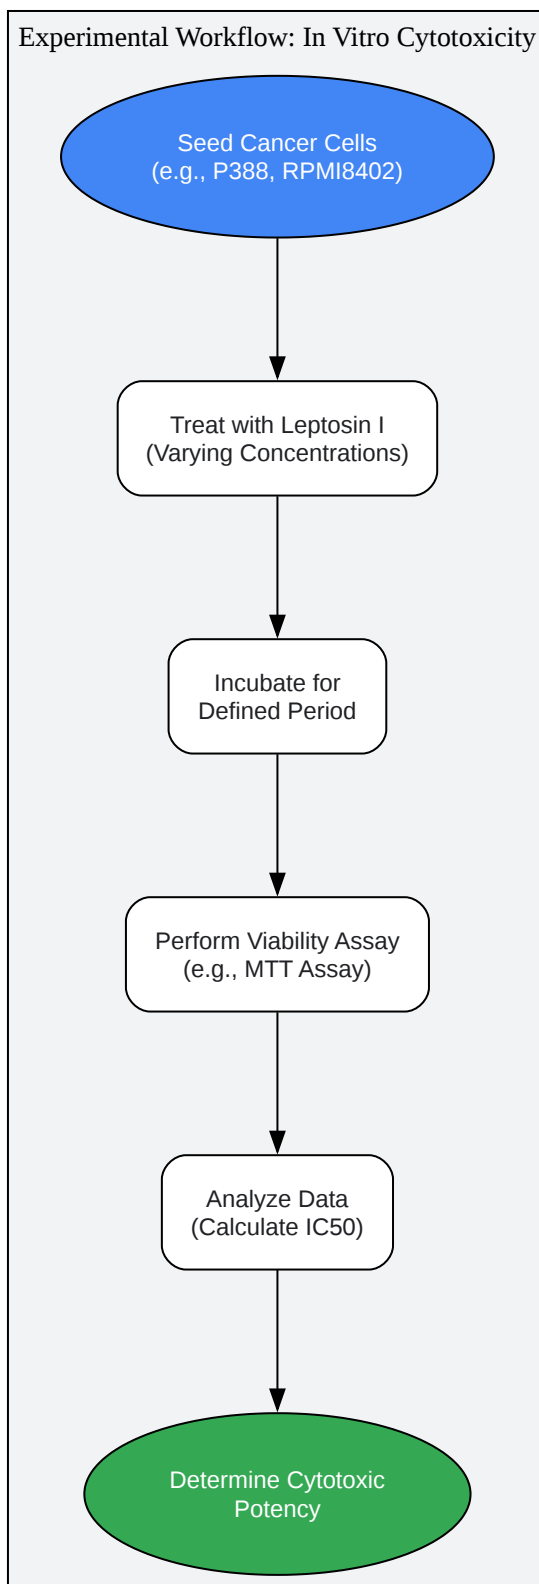 Experimental Workflow: In Vitro Cytotoxicity
Seed Cancer Cells
(e.g., P388, RPMI8402)
Treat with Leptosin I
(Varying Concentrations)
Incubate for
Defined Period
Perform Viability Assay
(e.g., MTT Assay)
Analyze Data
(Calculate IC50)
Determine Cytotoxic
Potency